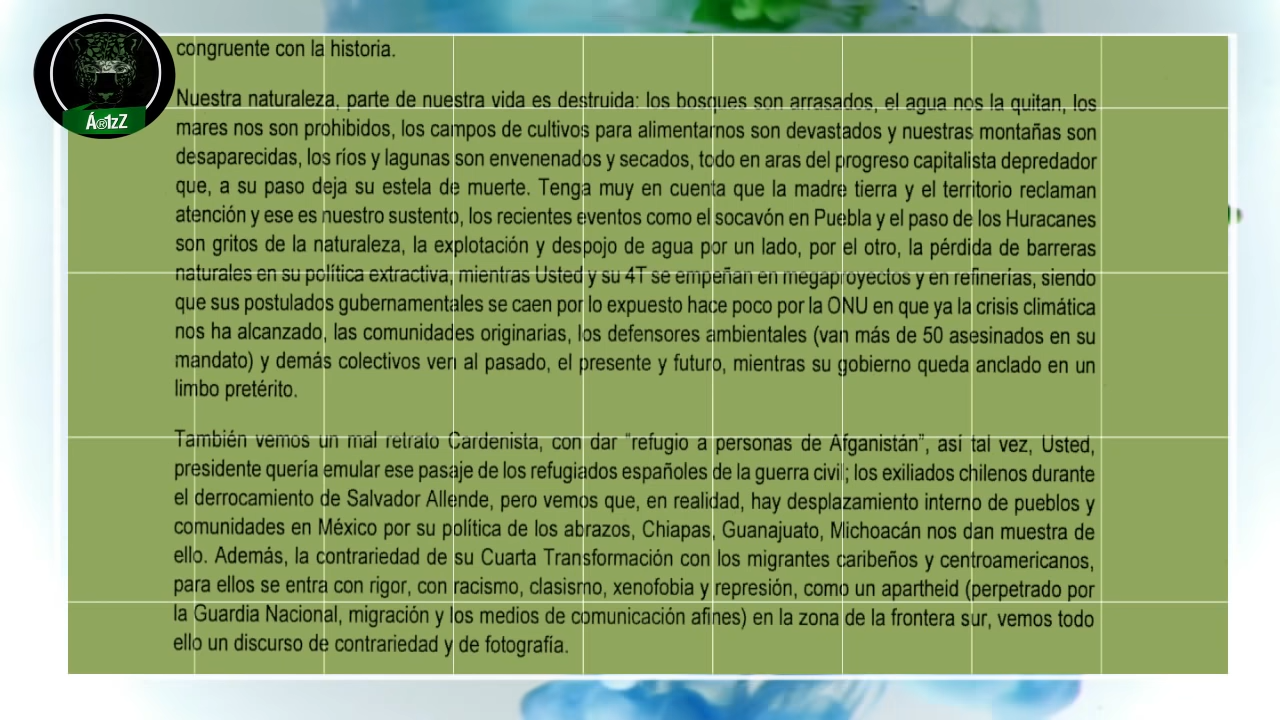 Á®1zZ
congruente con la historia.
Nuestra naturaleza, parte de nuestra vida es destruida: los bosques son arrasados, el agua nos la quitan, los
mares nos son prohibidos, los campos de cultivos para alimentarnos son devastados y nuestras montañas son
desaparecidas, los ríos y lagunas son envenenados y secados, todo en aras del progreso capitalista depredador
que, a su paso deja su estela de muerte. Tenga muy en cuenta que la madre tierra y el territorio reclaman
atención y ese es nuestro sustento, los recientes eventos como el socavón en Puebla y el paso de los Huracanes
son gritos de la naturaleza, la explotación y despojo de agua por un lado, por el otro, la pérdida de barreras
naturales en su política extractiva, mientras Usted y su 4T se empeñan en megaproyectos y en refinerías, siendo
que sus postulados gubernamentales se caen por lo expuesto hace poco por la ONU en que ya la crisis climática
nos ha alcanzado, las comunidades originarias, los defensores ambientales (van más de 50 asesinados en su
mandato) y demás colectivos ven al pasado, el presente y futuro, mientras su gobierno queda anclado en un
limbo pretérito.
También vemos un mal retrato Cardenista, con dar “refugio a personas de Afganistán”, así tal vez, Usted,
presidente quería emular ese pasaje de los refugiados españoles de la guerra civil; los exiliados chilenos durante
el derrocamiento de Salvador Allende, pero vemos que, en realidad, hay desplazamiento interno de pueblos y
comunidades en México por su política de los abrazos, Chiapas, Guanajuato, Michoacán nos dan muestra de
ello. Además, la contrariedad de su Cuarta Transformación con los migrantes caribeños y centroamericanos,
para ellos se entra con rigor, con racismo, clasismo, xenofobia y represión, como un apartheid (perpetrado por
la Guardia Nacional, migración y los medios de comunicación afines) en la zona de la frontera sur, vemos todo
ello un discurso de contrariedad y de fotografía.